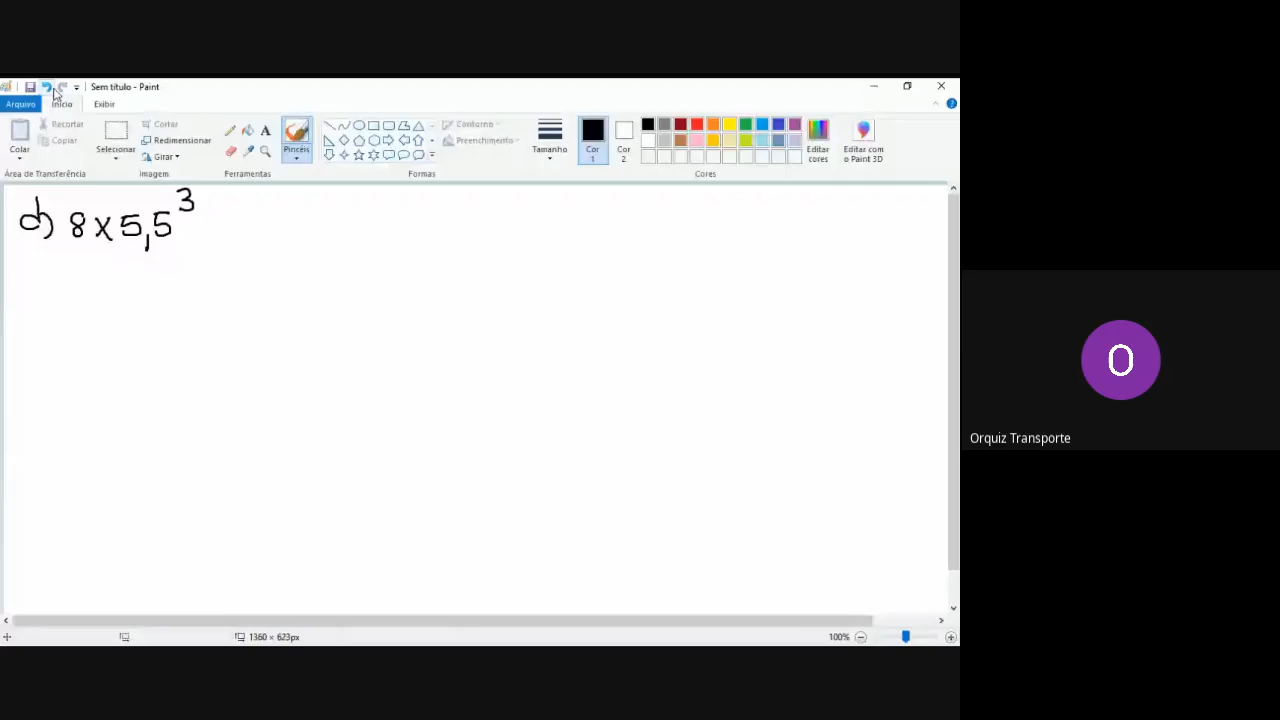 Sem título - Paint
Arquivo Início Exibir
Colar
Recortar
Copiar
Área de Transferência
Selecionar
Cortar
Redimensionar
Girar
Imagem
Ferramentas
Pincéis
Contorno
Preenchimento
Formas
Tamanho
Cor 1
Cor 2
Editar cores
Editar com o Paint 3D
Cores
d) 8 x 5,5³
O
Orquiz Transporte
1360 × 623px
100%